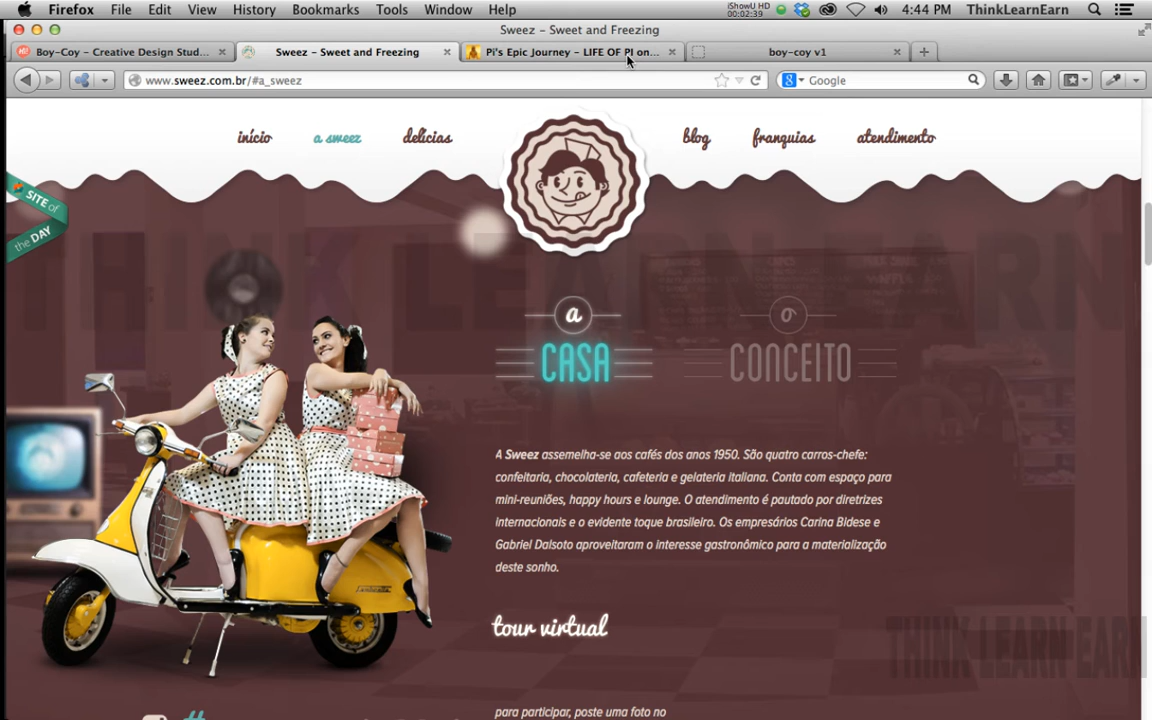 Firefox File Edit View History Bookmarks Tools Window Help iShowU HD 00:02:39 4:44 PM ThinkLearnEarn
Sweez – Sweet and Freezing
Boy-Coy – Creative Design Stud... Sweez – Sweet and Freezing Pi's Epic Journey – LIFE OF PI on... boy-coy v1
www.sweez.com.br/#a_sweez Google
início a sweez delícias blog franquias atendimento
SITE of
the DAY
THINK LEARN EARN
a
CASA
o
CONCEITO
A Sweez assemelha-se aos cafés dos anos 1950. São quatro carros-chefe:
confeitaria, chocolateria, cafeteria e gelateria italiana. Conta com espaço para
mini-reuniões, happy hours e lounge. O atendimento é pautado por diretrizes
internacionais e o evidente toque brasileiro. Os empresários Carina Bldese e
Gabriel Dalsoto aproveitaram o interesse gastronômico para a materialização
deste sonho.
tour virtual
THINK LEARN EARN
#
para participar, poste uma foto no